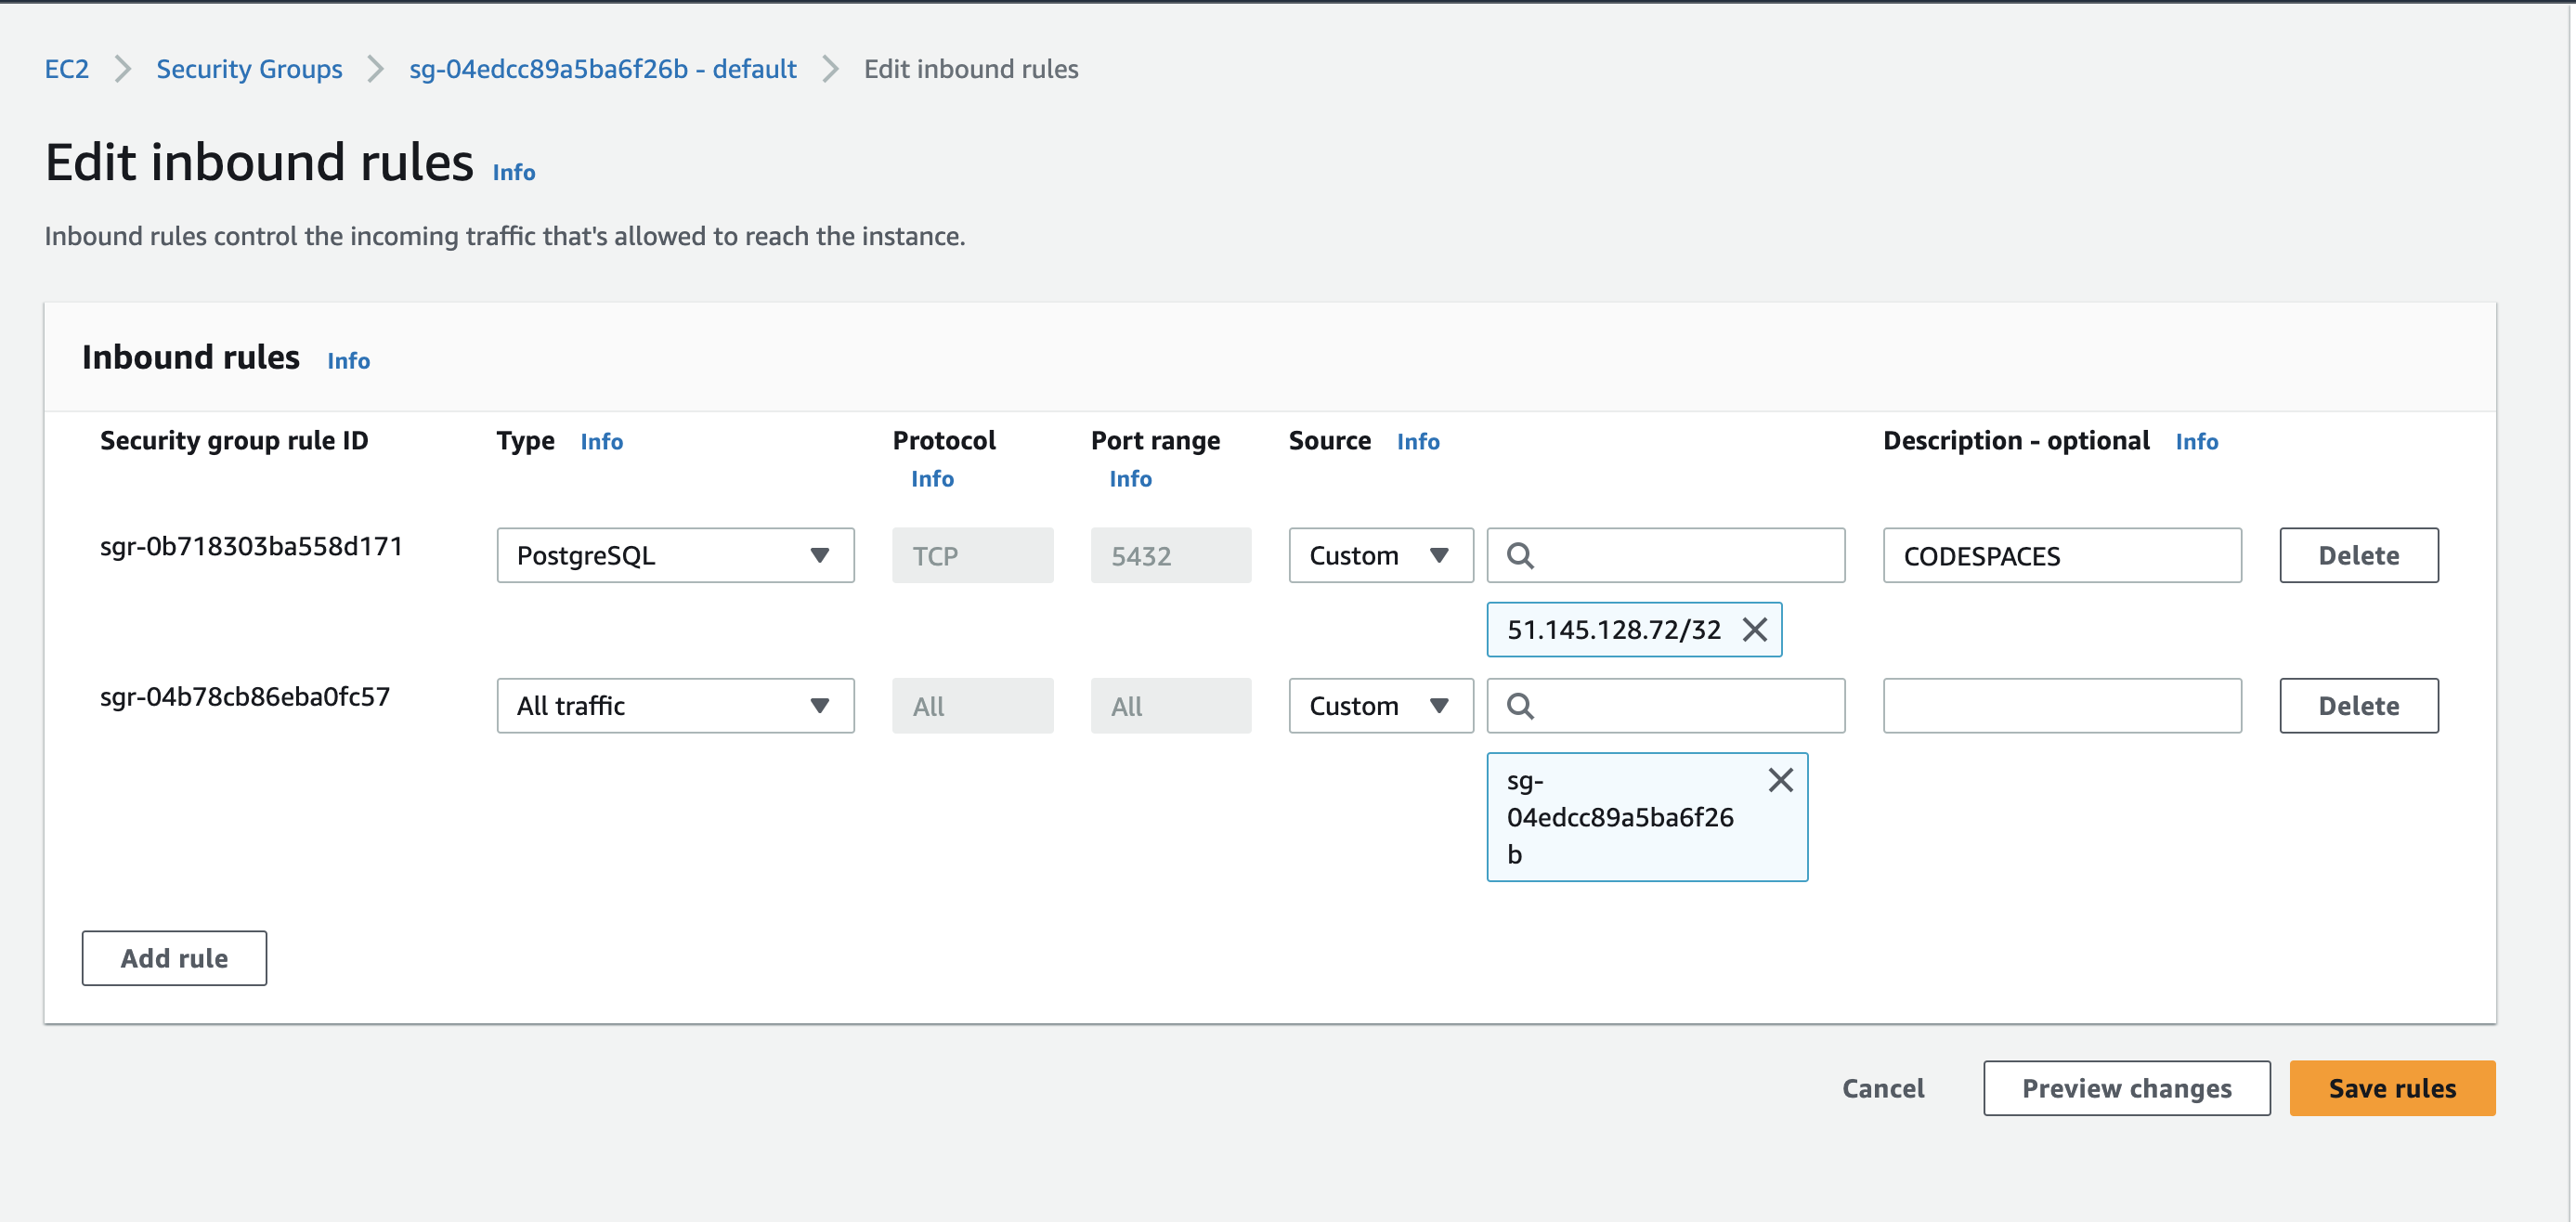 EC2 > Security Groups > sg-04edcc89a5ba6f26b - default > Edit inbound rules
Edit inbound rules Info
Inbound rules control the incoming traffic that's allowed to reach the instance.
Inbound rules Info
Security group rule ID Type Info Protocol Port range Source Info Description - optional Info
Info Info
sgr-0b718303ba558d171 PostgreSQL TCP 5432 Custom CODESPACES Delete
51.145.128.72/32
sgr-04b78cb86eba0fc57 All traffic All All Custom Delete
sg-
04edcc89a5ba6f26
b
Add rule
Cancel Preview changes Save rules